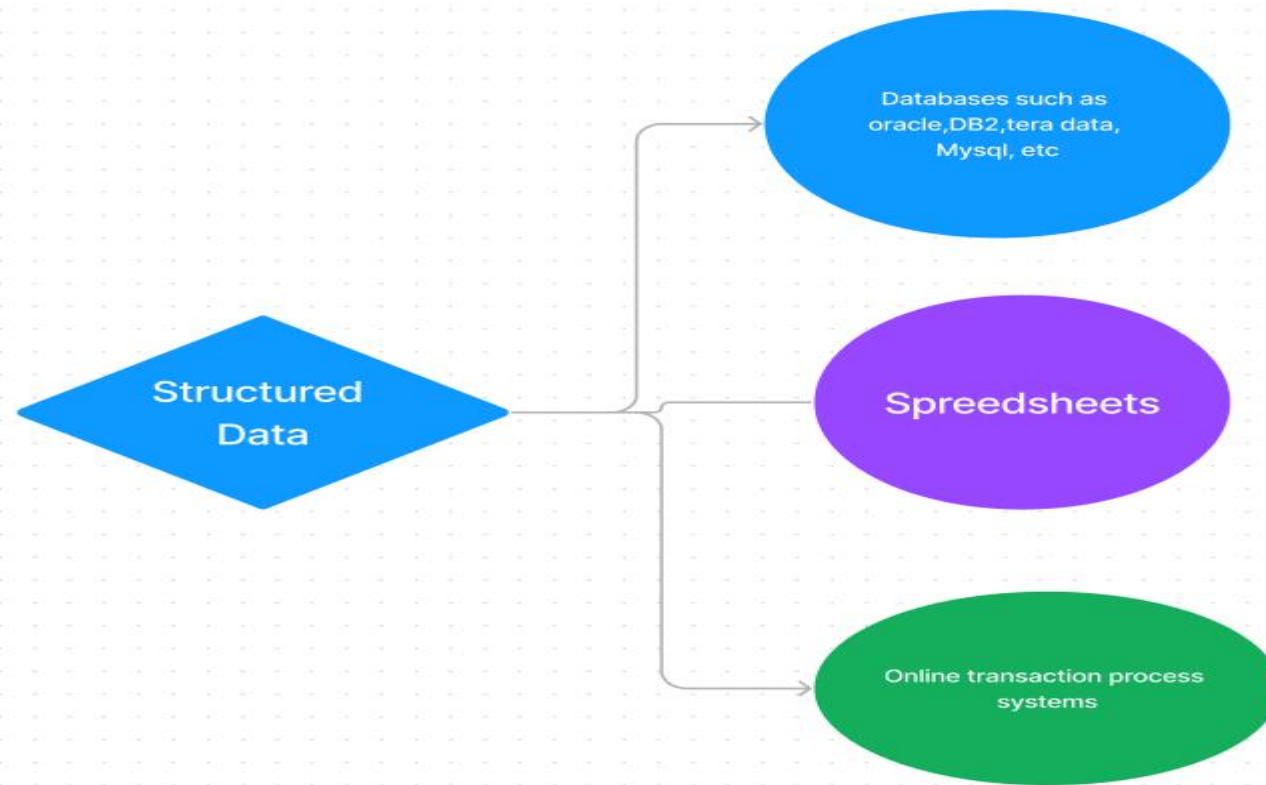 Structured
Data
Databases such as
oracle,DB2,tera data,
Mysql, etc
Spreedsheets
Online transaction process
systems